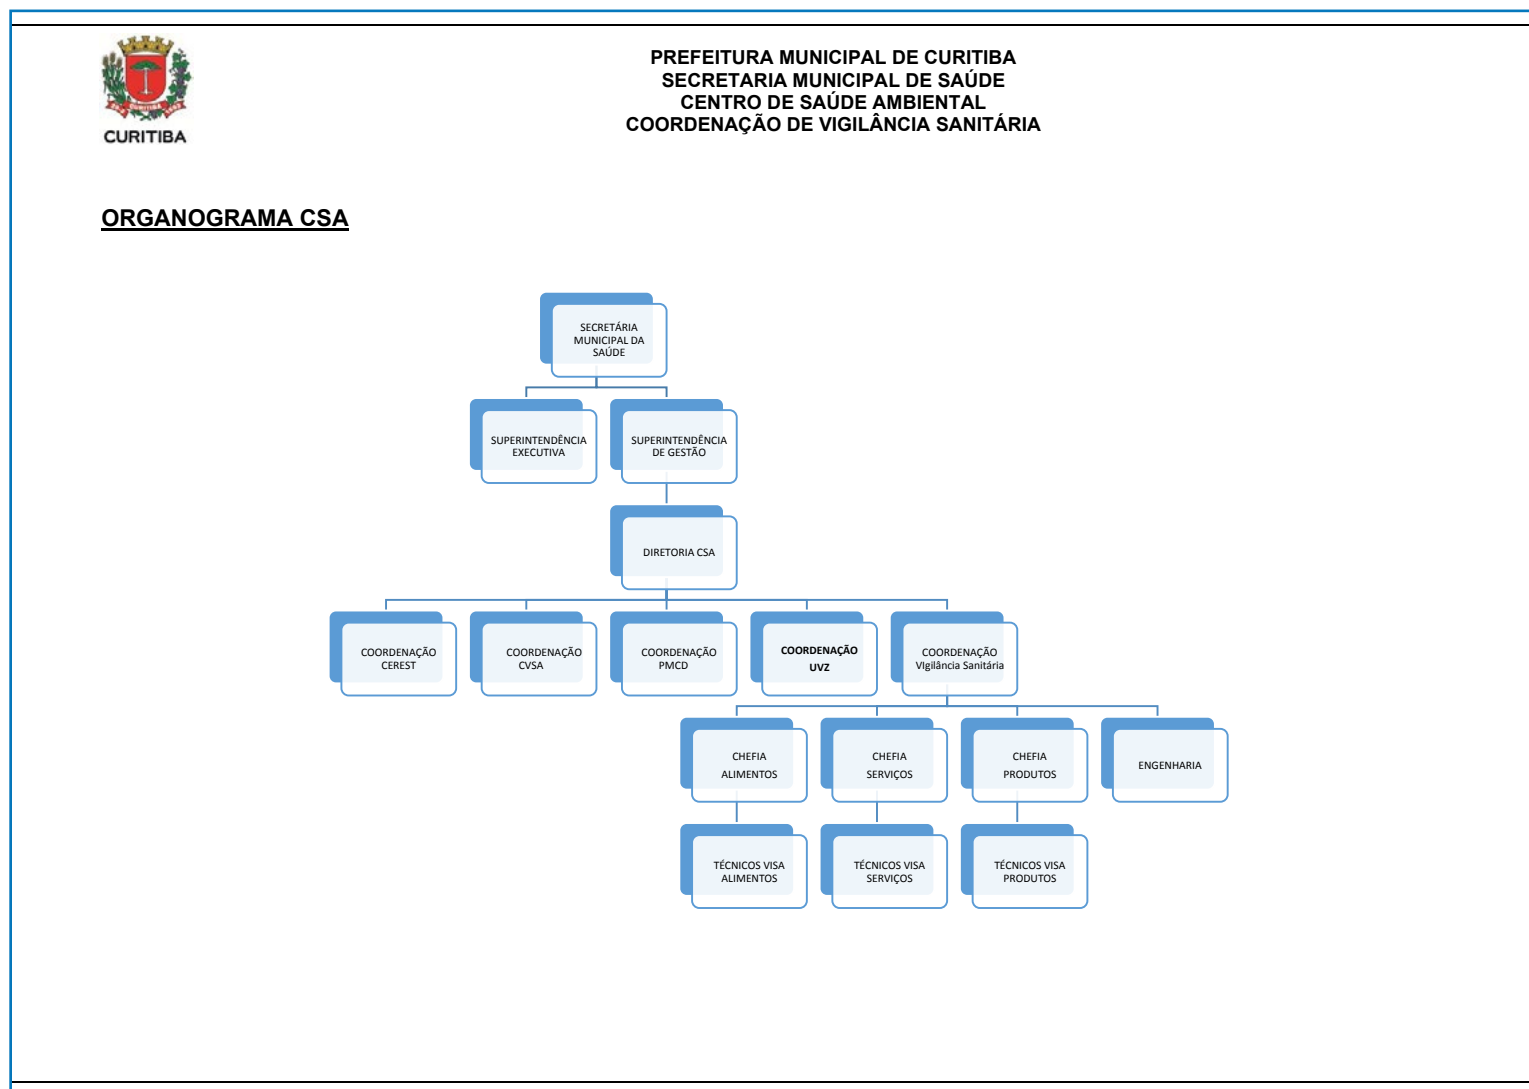 PREFEITURA MUNICIPAL DE CURITIBA
SECRETARIA MUNICIPAL DE SAÚDE
CENTRO DE SAÚDE AMBIENTAL
COORDENAÇÃO DE VIGILÂNCIA SANITÁRIA
CURITIBA
ORGANOGRAMA CSA
SECRETÁRIA
MUNICIPAL DA
SAÚDE
SUPERINTENDÊNCIA
EXECUTIVA
SUPERINTENDÊNCIA
DE GESTÃO
DIRETORIA CSA
COORDENAÇÃO
CEREST
COORDENAÇÃO
CVSA
COORDENAÇÃO
PMCD
COORDENAÇÃO
UVZ
COORDENAÇÃO
VIgilância Sanitária
CHEFIA
ALIMENTOS
CHEFIA
SERVIÇOS
CHEFIA
PRODUTOS
ENGENHARIA
TÉCNICOS VISA
ALIMENTOS
TÉCNICOS VISA
SERVIÇOS
TÉCNICOS VISA
PRODUTOS